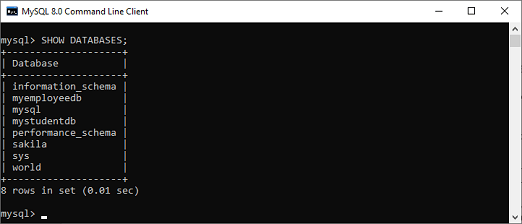 MySQL 8.0 Command Line Client
mysql> SHOW DATABASES;
+--------------------+
| Database           |
+--------------------+
| information_schema |
| myemployeedb       |
| mysql              |
| mystudentdb        |
| performance_schema |
| sakila             |
| sys                |
| world              |
+--------------------+
8 rows in set (0.01 sec)
mysql> _